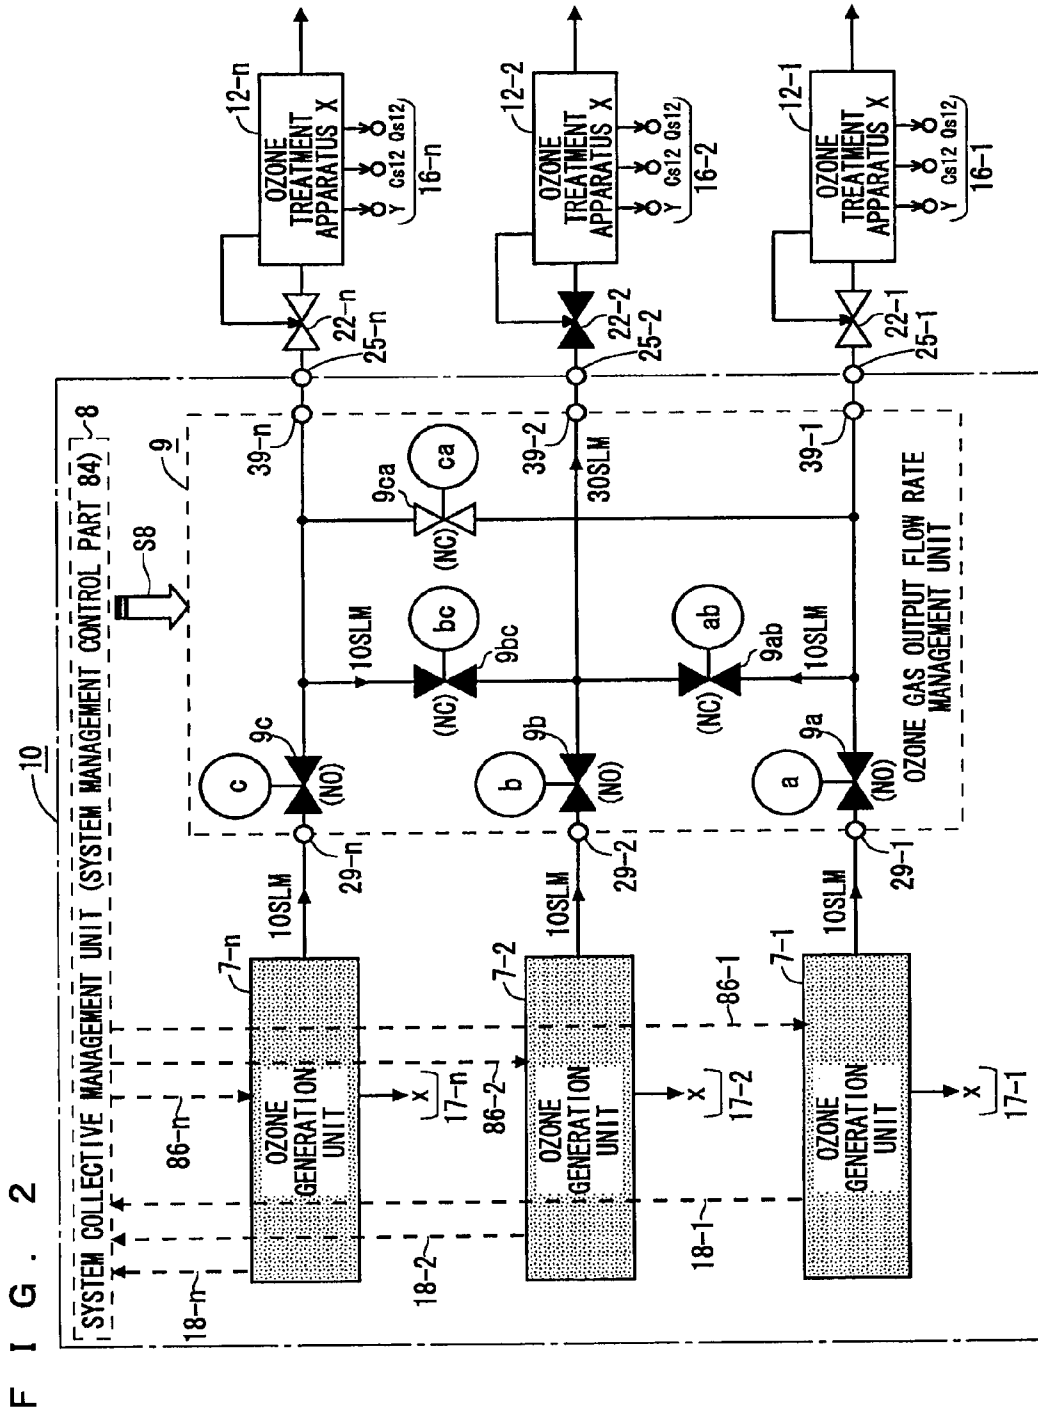 F I G . 2
10
SYSTEM COLLECTIVE MANAGEMENT UNIT (SYSTEM MANAGEMENT CONTROL PART 84)
8
S8
9
18-n
18-2
18-1
86-n
86-2
86-1
7-n
OZONE
GENERATION
UNIT
X
17-n
10SLM
29-n
c
9c
(NO)
10SLM
bc
9bc
(NC)
ca
9ca
(NC)
39-n
25-n
22-n
12-n
OZONE
TREATMENT
APPARATUS X
Y Cs12 Qs12
16-n
7-2
OZONE
GENERATION
UNIT
X
17-2
10SLM
29-2
b
9b
(NO)
30SLM
39-2
25-2
22-2
12-2
OZONE
TREATMENT
APPARATUS X
Y Cs12 Qs12
16-2
ab
9ab
(NC)
10SLM
7-1
OZONE
GENERATION
UNIT
X
17-1
10SLM
29-1
a
9a
(NO)
39-1
25-1
22-1
12-1
OZONE
TREATMENT
APPARATUS X
Y Cs12 Qs12
16-1
OZONE GAS OUTPUT FLOW RATE
MANAGEMENT UNIT